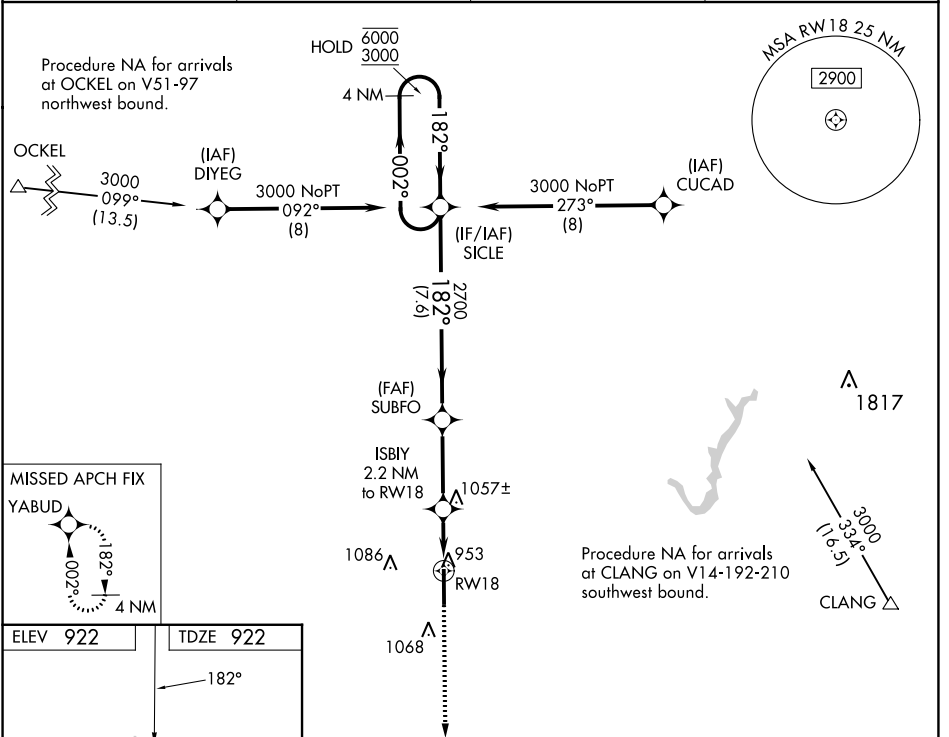 Procedure NA for arrivals
at OCKEL on V51-97
northwest bound.
HOLD 6000
3000
4 NM
182°
002°
MSA RW18 25 NM
2900
OCKEL
3000
099°
(13.5)
(IAF)
DIYEG
3000 NoPT
092°
(8)
(IF/IAF)
SICLE
3000 NoPT
273°
(8)
(IAF)
CUCAD
2700
182°
(7.6)
(FAF)
SUBFO
ISBIY
2.2 NM
to RW18
1057±
1817
1086
953
RW18
1068
MISSED APCH FIX
YABUD
182°
002°
4 NM
Procedure NA for arrivals
at CLANG on V14-192-210
southwest bound.
3000
334°
(16.5)
CLANG
ELEV 922
TDZE 922
182°